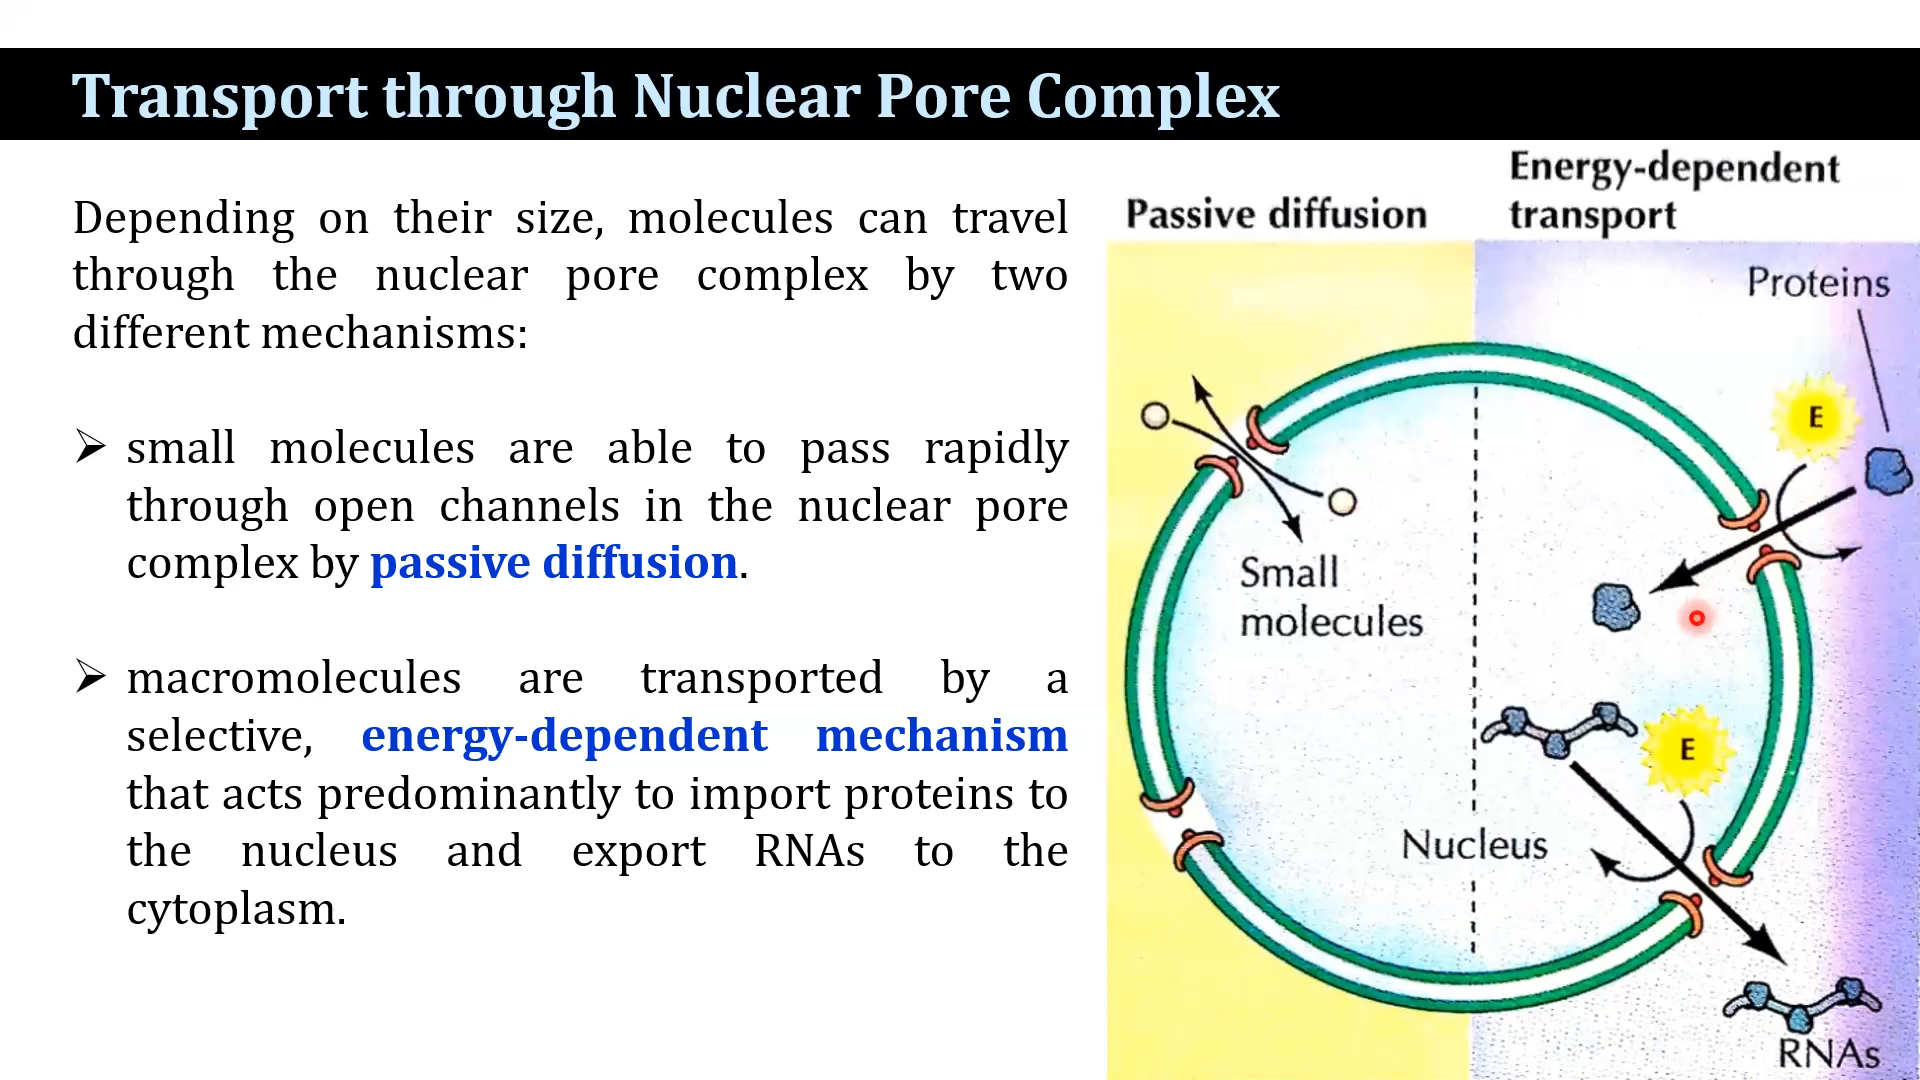 Transport through Nuclear Pore Complex
Depending on their size, molecules can travel
through the nuclear pore complex by two
different mechanisms:
➢ small molecules are able to pass rapidly
through open channels in the nuclear pore
complex by passive diffusion.
➢ macromolecules are transported by a
selective, energy-dependent mechanism
that acts predominantly to import proteins to
the nucleus and export RNAs to the
cytoplasm.
Passive diffusion
Energy-dependent
transport
Proteins
E
Small
molecules
E
Nucleus
RNAs